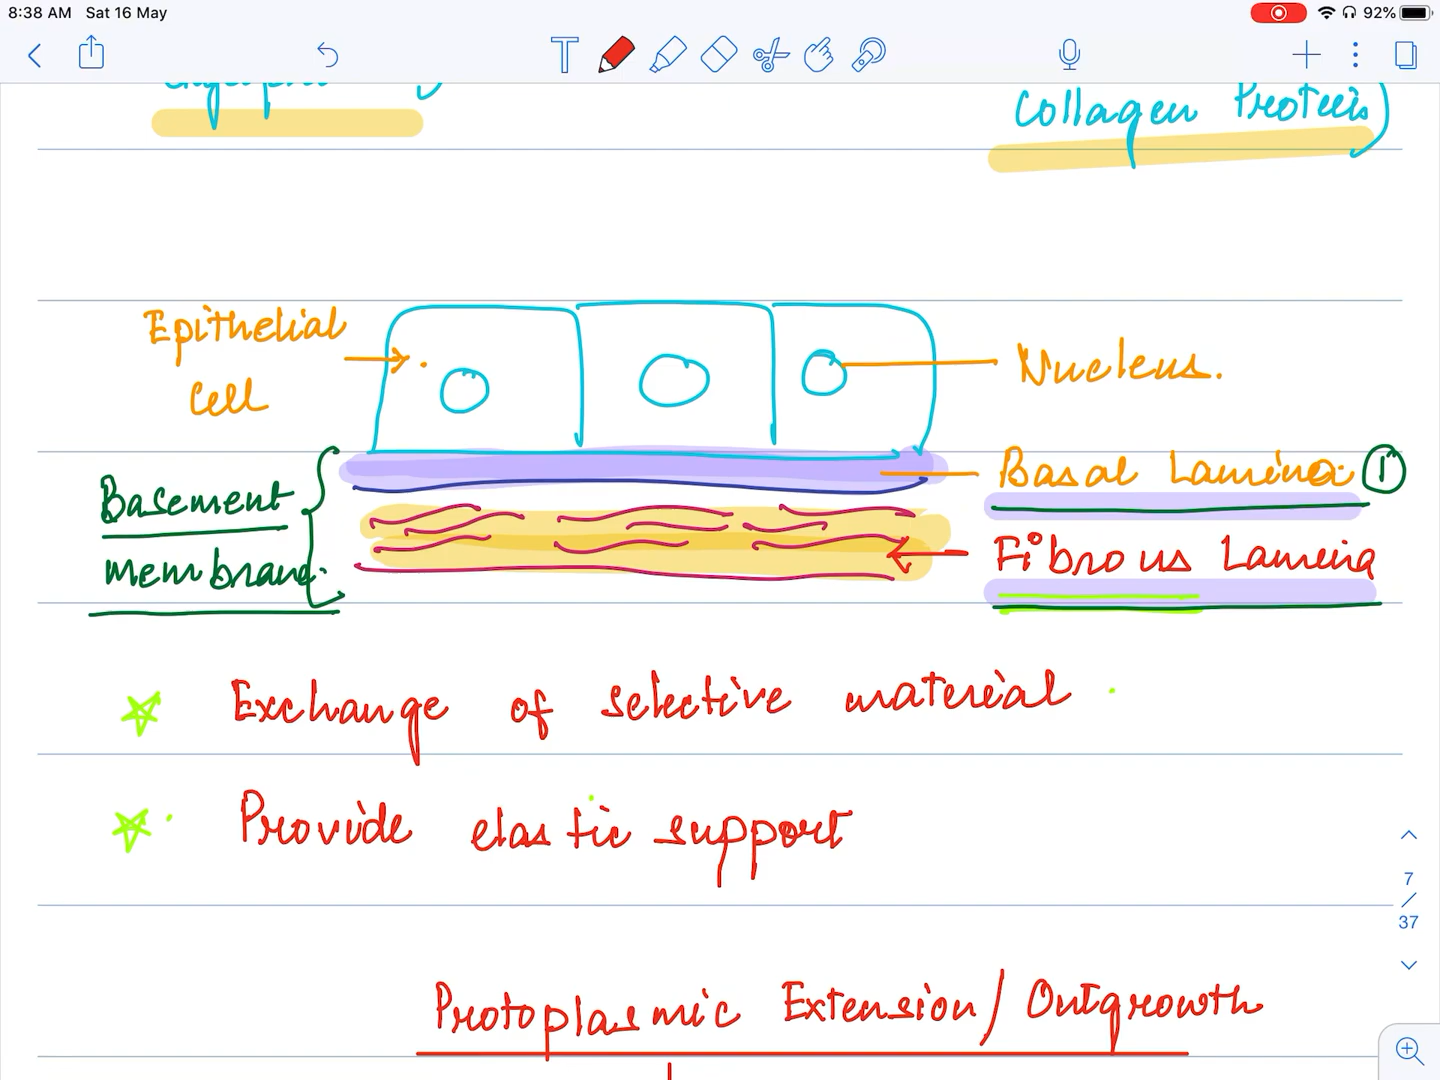 8:38 AM Sat 16 May
92%
Collagen Proteins)
Epithelial
Cell
Nucleus.
Basal Lamina. 1
Basement
membrane.
Fibrous Lamina
Exchange of selective material
Provide elastic support
7
/
37
Protoplasmic Extension / Outgrowth